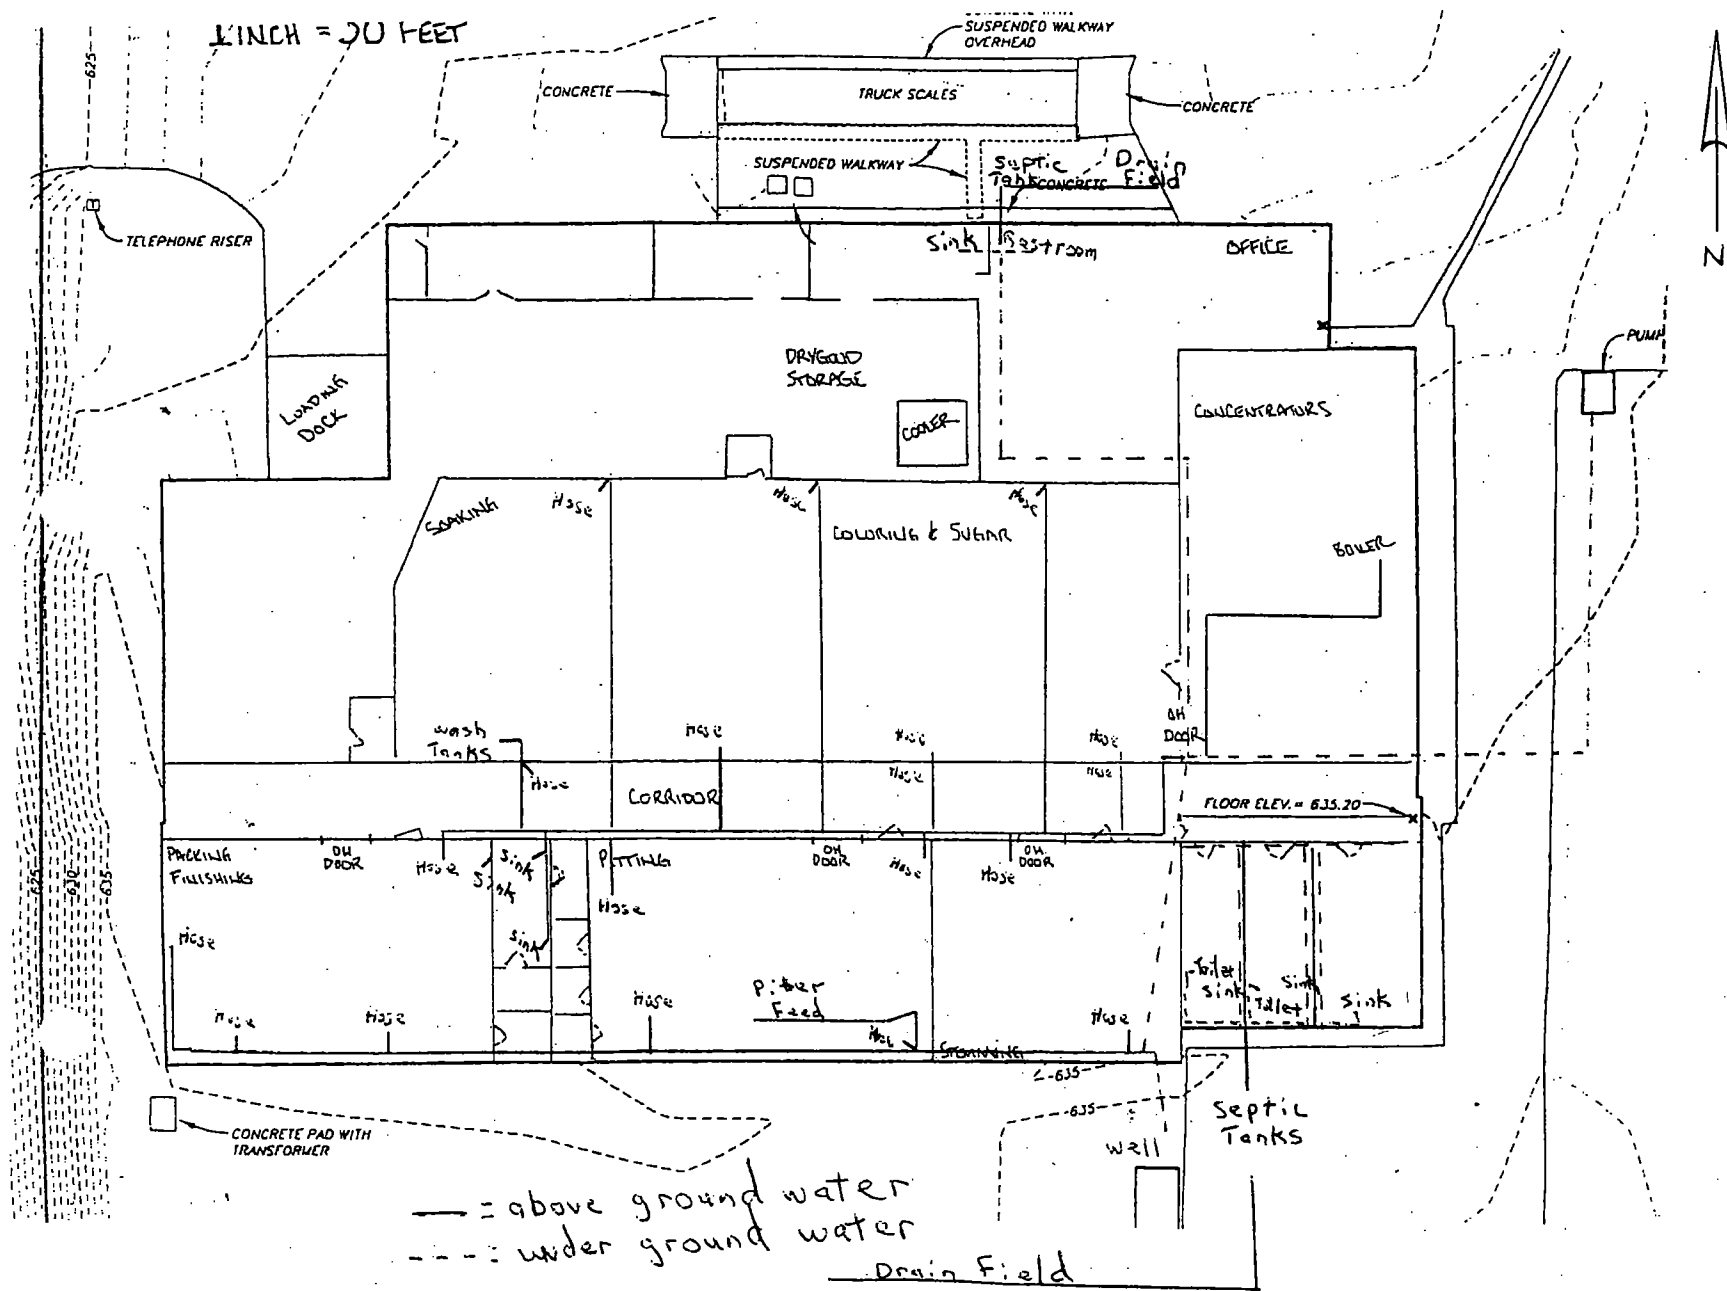 1 INCH = 20 FEET
SUSPENDED WALKWAY
OVERHEAD
625
CONCRETE
TRUCK SCALES
CONCRETE
SUSPENDED WALKWAY
Septic
Tank
Drain
Field
CONCRETE
TELEPHONE RISER
Sink
Restroom
OFFICE
N
PUMP
DRYGOOD
STORAGE
LOADING
DOCK
COOLER
CONCENTRATORS
SOAKING
Hose
Hose
Hose
COLORING & SUGAR
BOILER
wash
Tanks
Hose
Hose
Hose
OH
DOOR
Hose
Hose
Hose
CORRIDOR
FLOOR ELEV. = 635.20
PACKING
FINISHING
OH
DOOR
Hose
Sink
Sink
PITTING
OH
DOOR
Hose
Hose
OH
DOOR
625
630
635
Hose
Hose
Sink
Toilet
Sink
Toilet
Sink
Sink
Hose
Hose
Hose
Pitter
Feed
Hose
Hose
STEMMING
-635-
-635-
Septic
Tanks
well
CONCRETE PAD WITH
TRANSFORMER
— = above ground water
- - - : under ground water
Drain Field